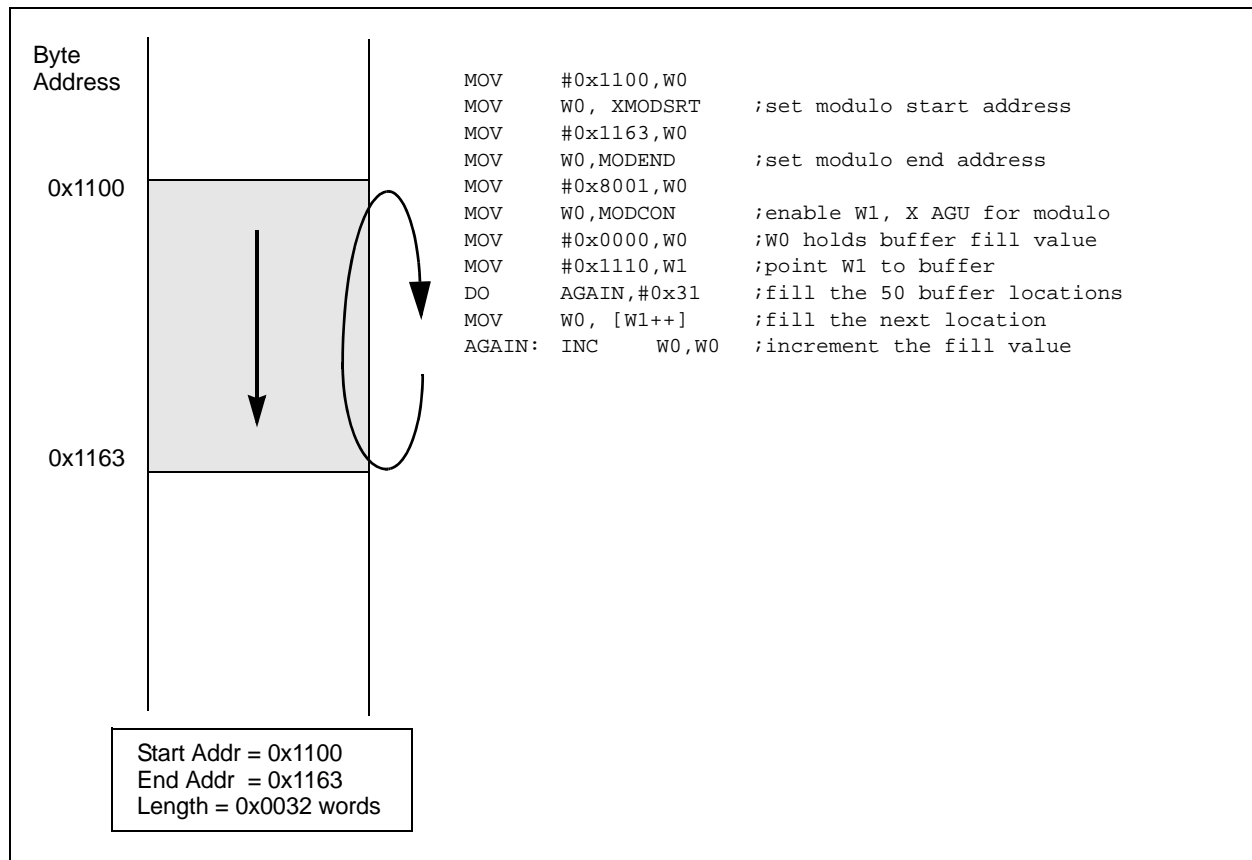 Byte
Address
MOV #0x1100,W0
MOV W0, XMODSRT ;set modulo start address
MOV #0x1163,W0
MOV W0,MODEND ;set modulo end address
MOV #0x8001,W0
MOV W0,MODCON ;enable W1, X AGU for modulo
MOV #0x0000,W0 ;W0 holds buffer fill value
MOV #0x1110,W1 ;point W1 to buffer
DO AGAIN,#0x31 ;fill the 50 buffer locations
MOV W0, [W1++] ;fill the next location
AGAIN: INC W0,W0 ;increment the fill value
0x1100
0x1163
Start Addr = 0x1100
End Addr = 0x1163
Length = 0x0032 words